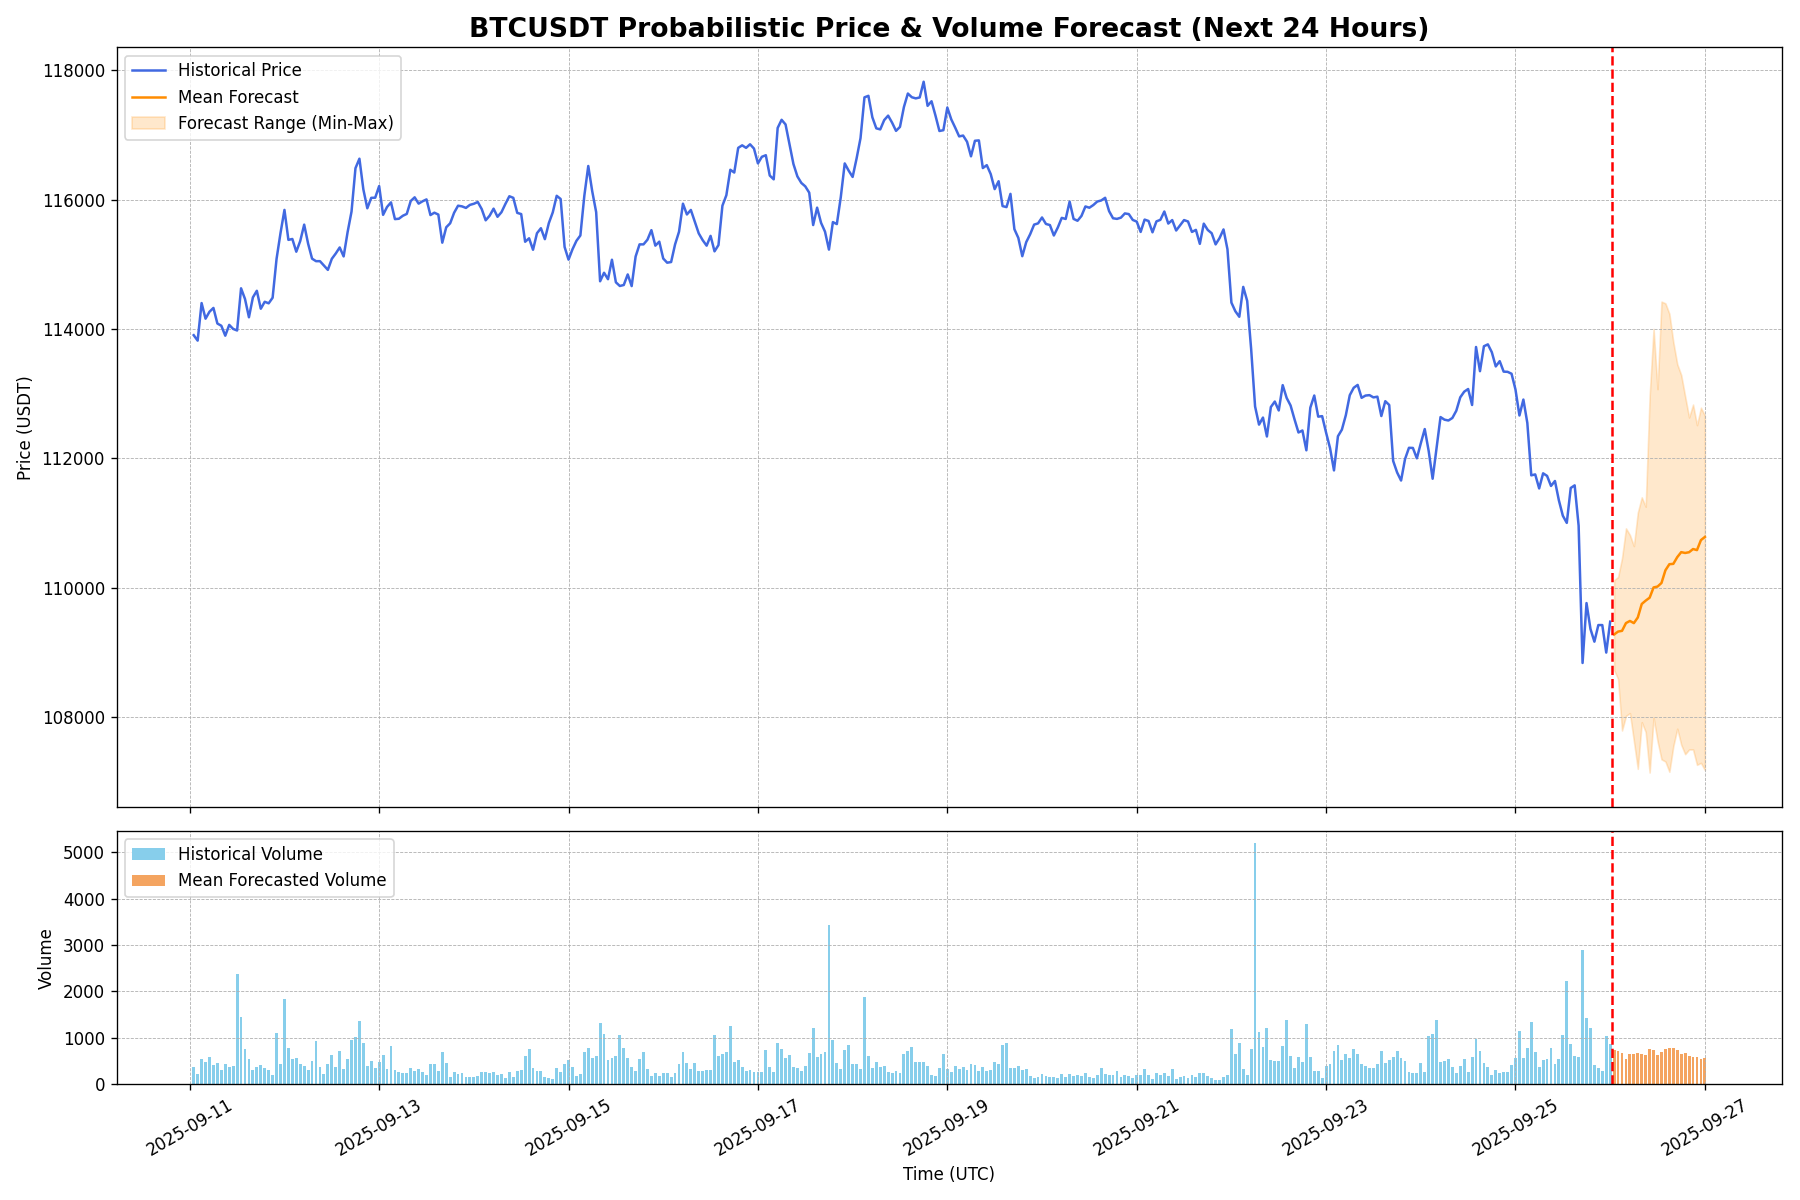 BTCUSDT Probabilistic Price & Volume Forecast (Next 24 Hours)
Historical Price
Mean Forecast
Forecast Range (Min-Max)
Price (USDT)
118000
116000
114000
112000
110000
108000
Historical Volume
Mean Forecasted Volume
Volume
5000
4000
3000
2000
1000
0
2025-09-11
2025-09-13
2025-09-15
2025-09-17
2025-09-19
2025-09-21
2025-09-23
2025-09-25
2025-09-27
Time (UTC)